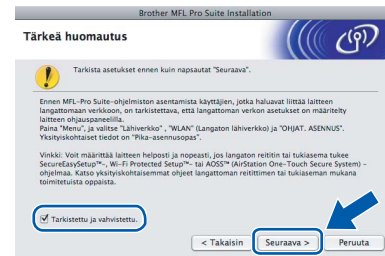 Brother MFL Pro Suite Installation
Tärkeä huomautus
Tarkista asetukset ennen kuin napsautat "Seuraava".
Ennen MFL-Pro Suite-ohjelmiston asentamista käyttäjien, jotka haluavat liittää laitteen
langattomaan verkkoon, on tarkistettava, että langattoman verkon asetukset on määritelty
laitteen ohjauspaneelilla.
Paina "Menu", ja valitse "Lähiverkko" , "WLAN" (Langaton lähiverkko) ja "OHJAT. ASENNUS".
Yksityiskohtaiset tiedot on "Pika-asennusopas".
Vinkki: Voit määrittää laitteen helposti ja nopeasti, jos langaton reititin tai tukiasema tukee
SecureEasySetup™-, Wi-Fi Protected Setup™- tai AOSS™ (AirStation One-Touch Secure System) -
ohjelmaa. Katso yksityiskohtaisemmat ohjeet langattoman reitittimen tai tukiaseman mukana
toimitetuista oppaista.
Tarkistettu ja vahvistettu.
< Takaisin
Seuraava >
Peruuta